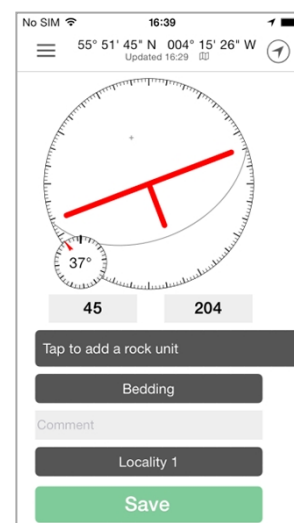 No SIM 16:39
55° 51' 45" N 004° 15' 26" W
Updated 16:29
37°
45 204
Tap to add a rock unit
Bedding
Comment
Locality 1
Save